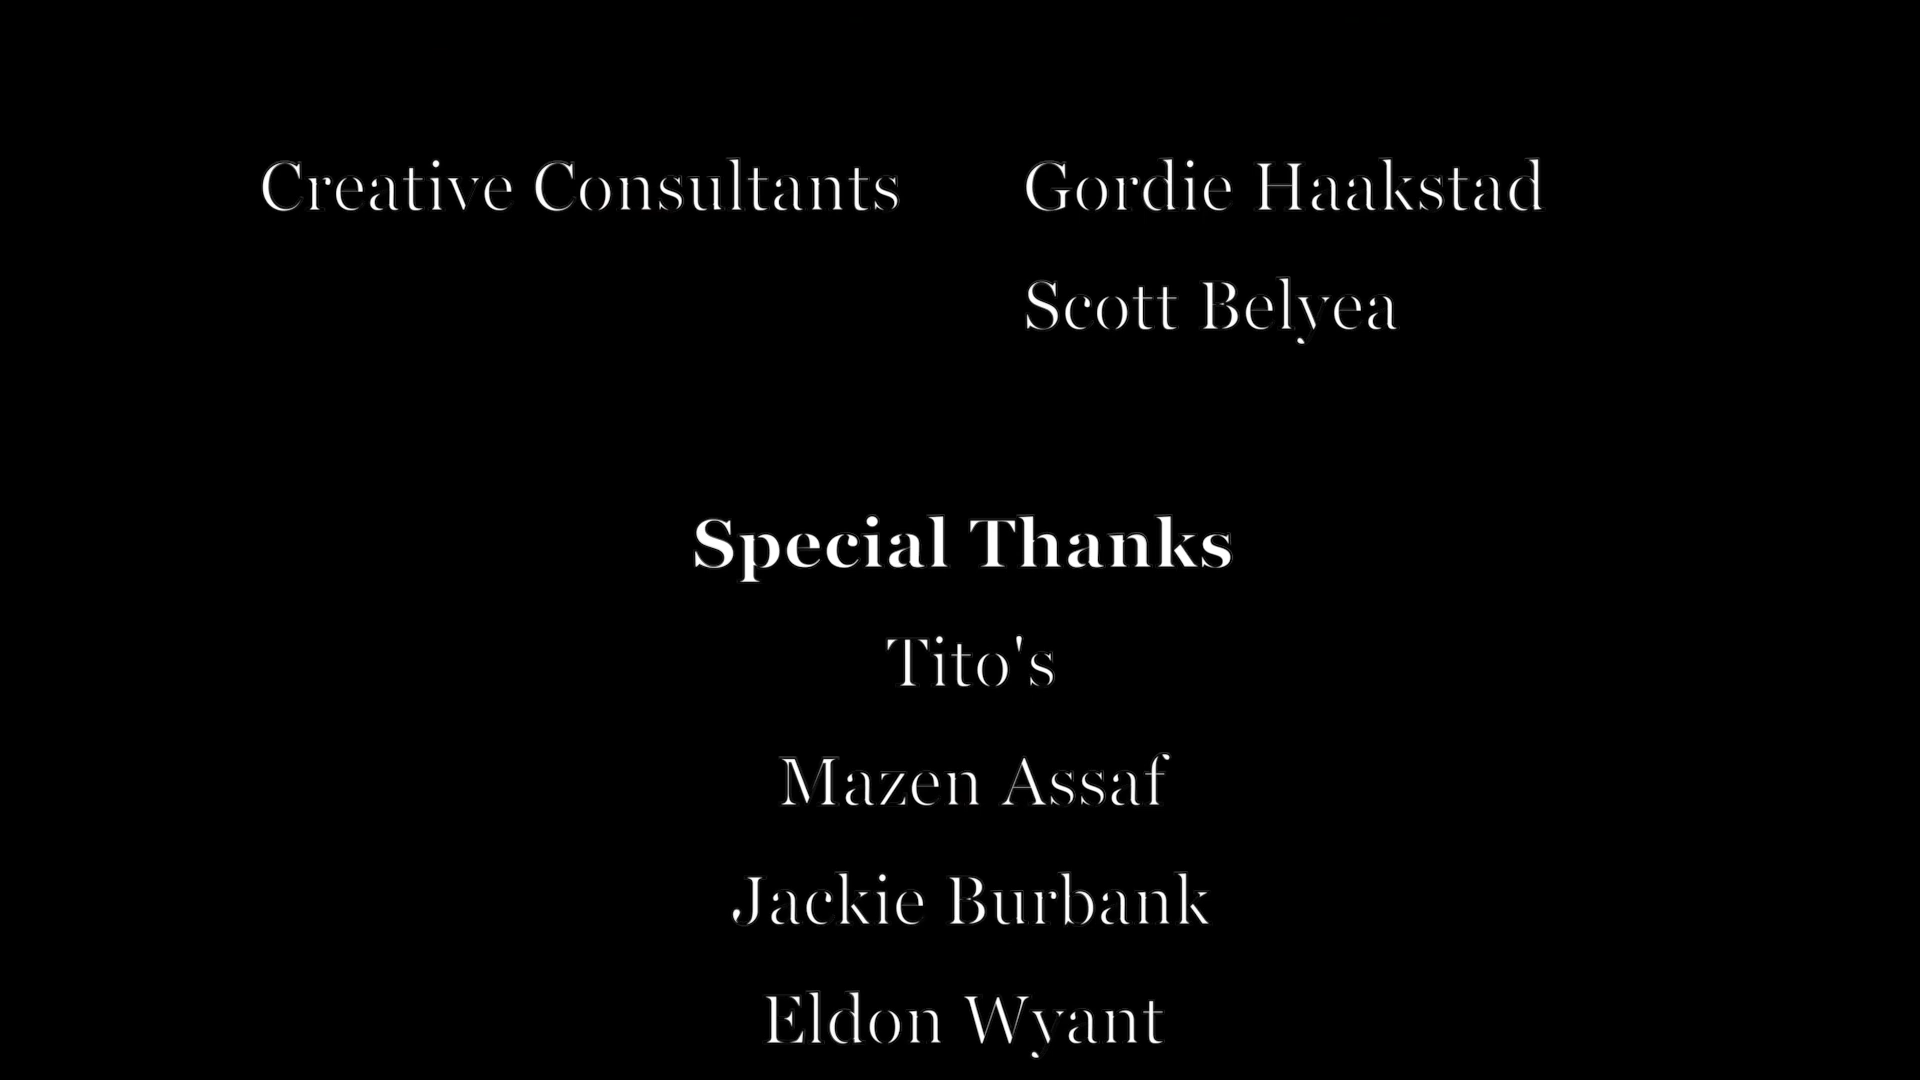 Creative Consultants Gordie Haakstad
Scott Belyea
Special Thanks
Tito's
Mazen Assaf
Jackie Burbank
Eldon Wyant